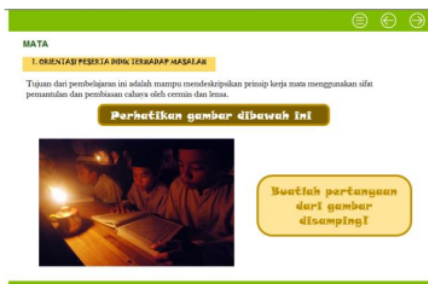 MATA
1. ORIENTASI PESERTA DIDIK TERHADAP MASALAH
Tujuan dari pembelajaran ini adalah mampu mendeskripsikan prinsip kerja mata menggunakan sifat
pemantulan dan pembiasan cahaya oleh cermin dan lensa.
Perhatikan gambar dibawah ini
Buatlah pertanyaan
dari gambar
disamping!